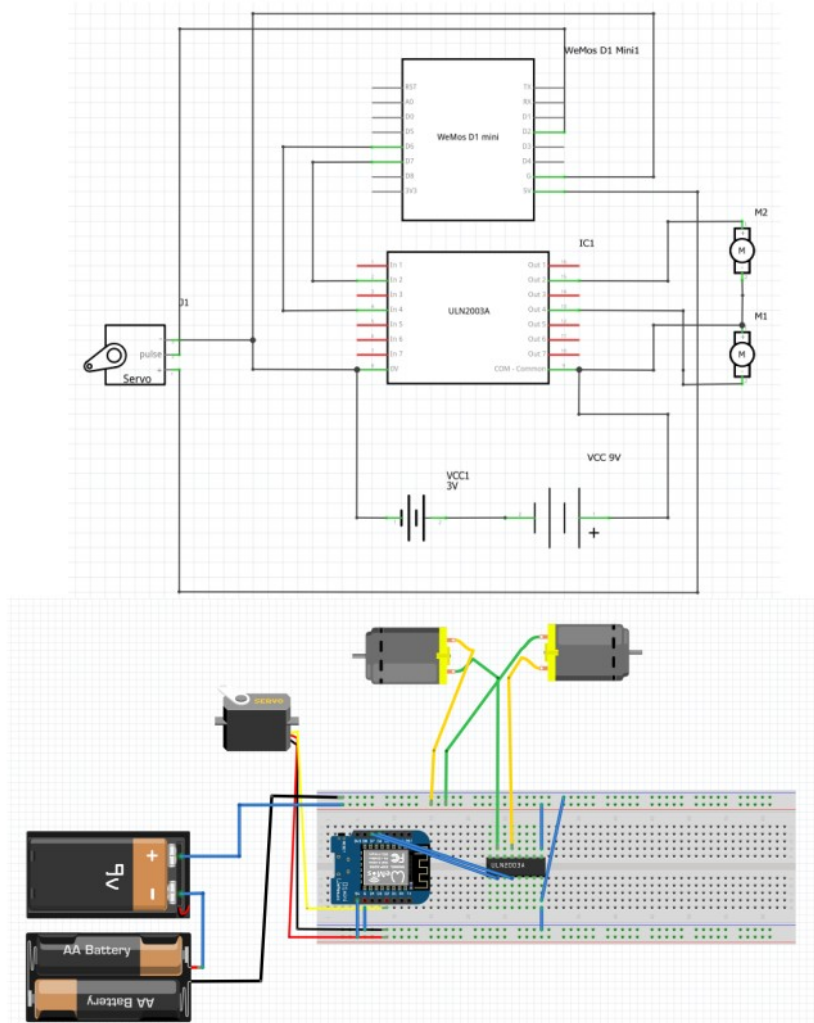 WeMos D1 Mini1
RST
A0
D0
D5
D6
D7
D8
3V3
WeMos D1 mini
TX
RX
D1
D2
D3
D4
G
5V
M2
M
IC1
In 1
In 2
In 3
In 4
In 5
In 6
In 7
0V
ULN2003A
Out 1
Out 2
Out 3
Out 4
Out 5
Out 6
Out 7
COM - Common
M1
M
J1
pulse
Servo
VCC1
3V
VCC 9V
+
SERVO
9v
+
-
AA Battery
AA Battery
WeMos
ULN2003A